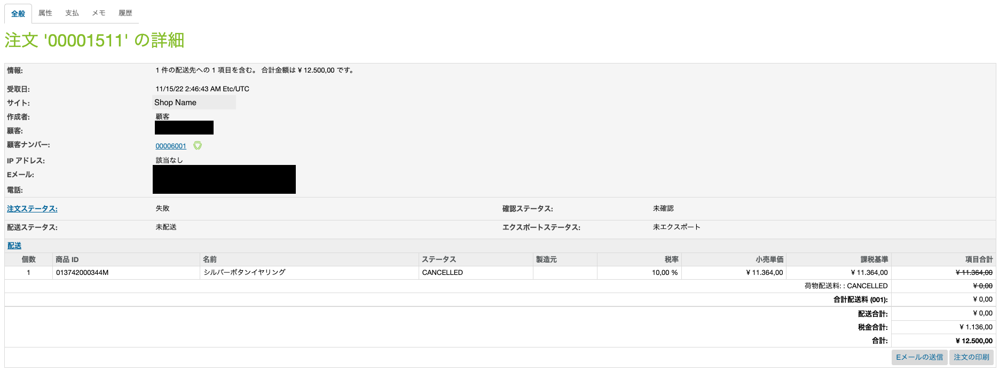 全般 属性 支払 メモ 履歴
注文 '00001511' の詳細
情報: 1 件の配送先への 1 項目を含む。 合計金額は ¥ 12.500,00 です。
受取日: 11/15/22 2:46:43 AM Etc/UTC
サイト: Shop Name
作成者: 顧客
顧客:
顧客ナンバー: 00006001
IP アドレス: 該当なし
Eメール:
電話:
注文ステータス: 失敗 確認ステータス: 未確認
配送ステータス: 未配送 エクスポートステータス: 未エクスポート
配送
個数 商品 ID 名前 ステータス 製造元 税率 小売単価 課税基準 項目合計
1 013742000344M シルバーボタンイヤリング CANCELLED 10,00 % ¥ 11.364,00 ¥ 11.364,00 ¥ 11.364,00
荷物配送料: : CANCELLED ¥ 0,00
合計配送料 (001): ¥ 0,00
配送合計: ¥ 0,00
税金合計: ¥ 1.136,00
合計: ¥ 12.500,00
Eメールの送信 注文の印刷